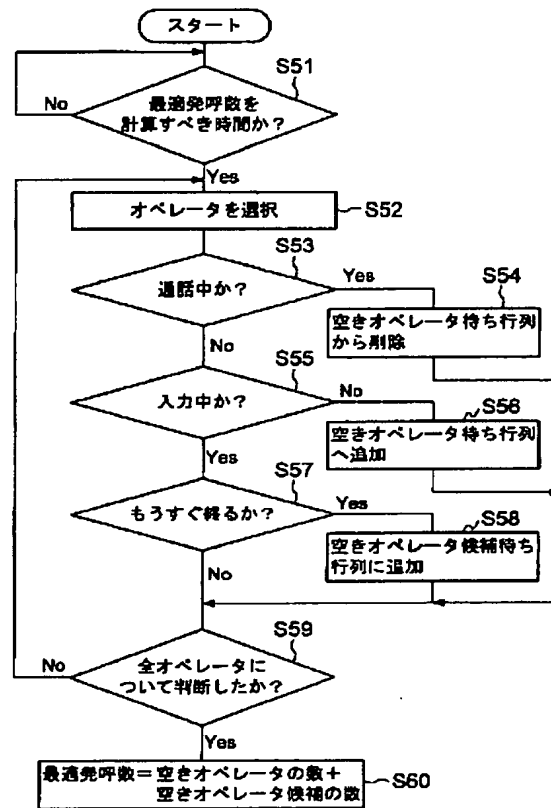 スタート
S51
最適発呼数を
計算すべき時間か?
No
Yes
オペレータを選択
S52
S53
通話中か?
Yes
S54
空きオペレータ待ち行列
から削除
No
S55
入力中か?
No
S56
空きオペレータ待ち行列
へ追加
Yes
S57
もうすぐ終るか?
Yes
S58
空きオペレータ候補待ち
行列に追加
No
S59
全オペレータに
ついて判断したか?
No
Yes
最適発呼数=空きオペレータの数+
空きオペレータ候補の数
S60